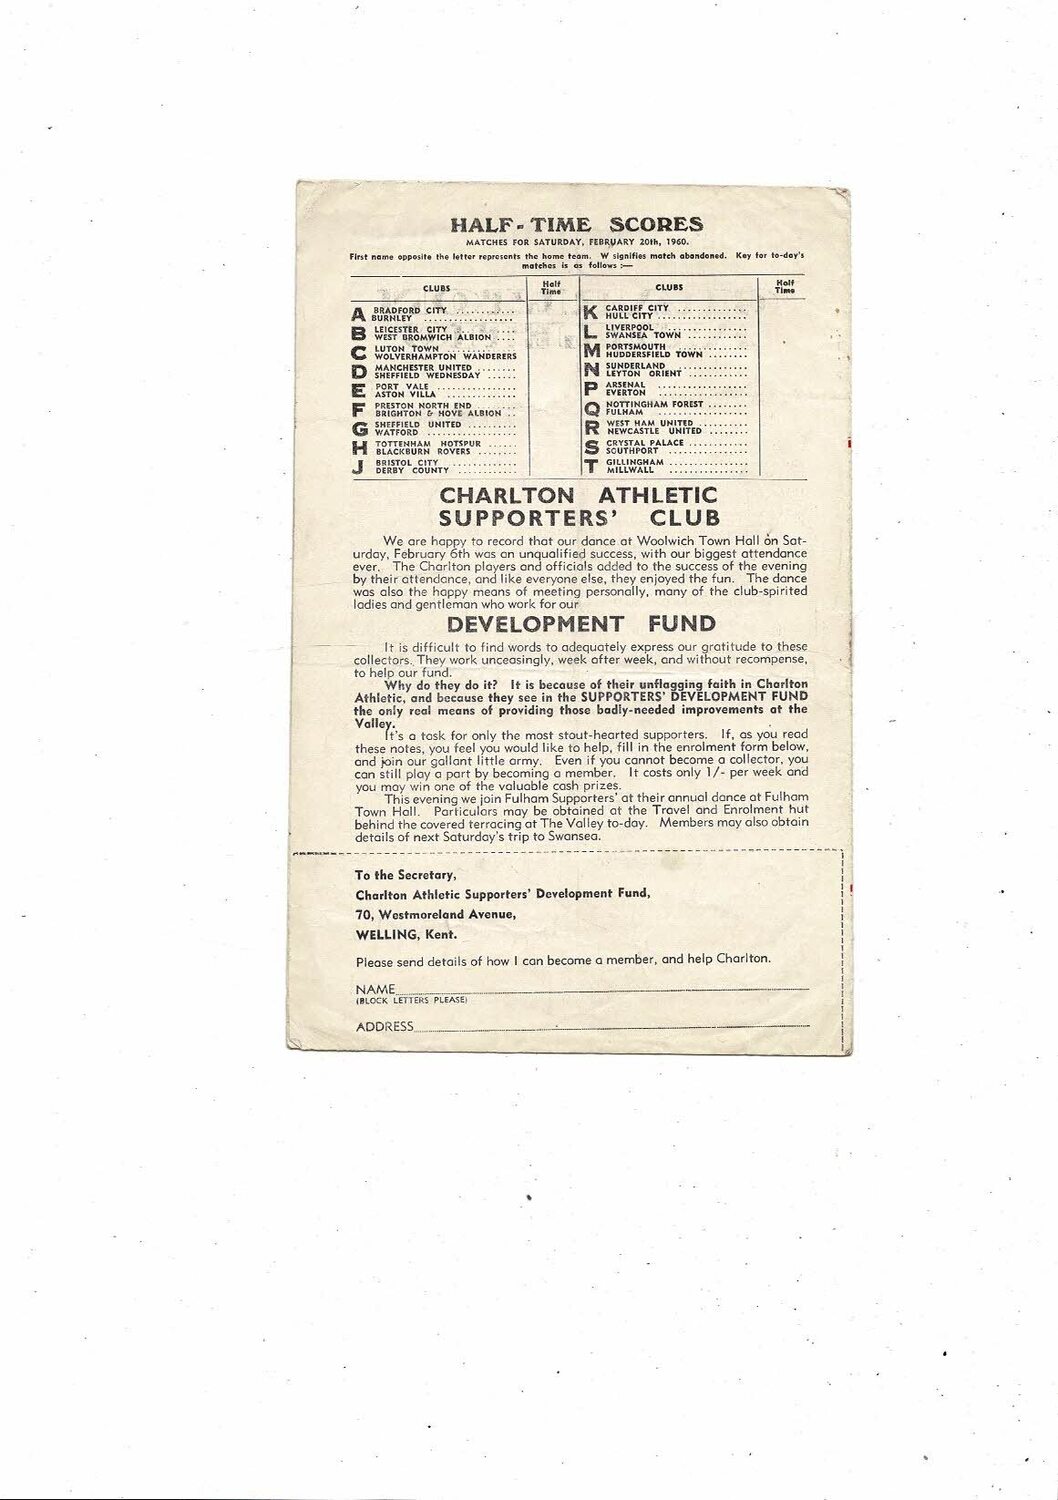 HALF-TIME SCORES
MATCHES FOR SATURDAY, FEBRUARY 20th, 1960.
First name opposite the letter represents the home team. W signifies match abandoned. Key for to-day's
matches is as follows :—
CLUBS Half Time
A BRADFORD CITY ............
BURNLEY ..................
B LEICESTER CITY ..........
WEST BROMWICH ALBION ....
C LUTON TOWN ..........
WOLVERHAMPTON WANDERERS
D MANCHESTER UNITED .......
SHEFFIELD WEDNESDAY ......
E PORT VALE ...............
ASTON VILLA ..............
F PRESTON NORTH END .......
BRIGHTON & HOVE ALBION ...
G SHEFFIELD UNITED ..........
WATFORD ..................
H TOTTENHAM HOTSPUR ......
BLACKBURN ROVERS ........
J BRISTOL CITY .............
DERBY COUNTY .............
CLUBS Half Time
K CARDIFF CITY ..............
HULL CITY ..................
L LIVERPOOL ................
SWANSEA TOWN ............
M PORTSMOUTH ..............
HUDDERSFIELD TOWN ........
N SUNDERLAND ..............
LEYTON ORIENT ............
P ARSENAL ..................
EVERTON ..................
Q NOTTINGHAM FOREST ........
FULHAM ..................
R WEST HAM UNITED ..........
NEWCASTLE UNITED ........
S CRYSTAL PALACE ............
SOUTHPORT ................
T GILLINGHAM ................
MILLWALL ................
CHARLTON ATHLETIC
SUPPORTERS' CLUB
We are happy to record that our dance at Woolwich Town Hall on Sat-
urday, February 6th was an unqualified success, with our biggest attendance
ever. The Charlton players and officials added to the success of the evening
by their attendance, and like everyone else, they enjoyed the fun. The dance
was also the happy means of meeting personally, many of the club-spirited
ladies and gentleman who work for our
DEVELOPMENT FUND
It is difficult to find words to adequately express our gratitude to these
collectors. They work unceasingly, week after week, and without recompense,
to help our fund.
Why do they do it? It is because of their unflagging faith in Charlton
Athletic, and because they see in the SUPPORTERS' DEVELOPMENT FUND
the only real means of providing those badly-needed improvements at the
Valley.
It's a task for only the most stout-hearted supporters. If, as you read
these notes, you feel you would like to help, fill in the enrolment form below,
and join our gallant little army. Even if you cannot become a collector, you
can still play a part by becoming a member. It costs only 1/- per week and
you may win one of the valuable cash prizes.
This evening we join Fulham Supporters' at their annual dance at Fulham
Town Hall. Particulars may be obtained at the Travel and Enrolment hut
behind the covered terracing at The Valley to-day. Members may also obtain
details of next Saturday's trip to Swansea.
To the Secretary,
Charlton Athletic Supporters' Development Fund,
70, Westmoreland Avenue,
WELLING, Kent.
Please send details of how I can become a member, and help Charlton.
NAME
(BLOCK LETTERS PLEASE)
ADDRESS